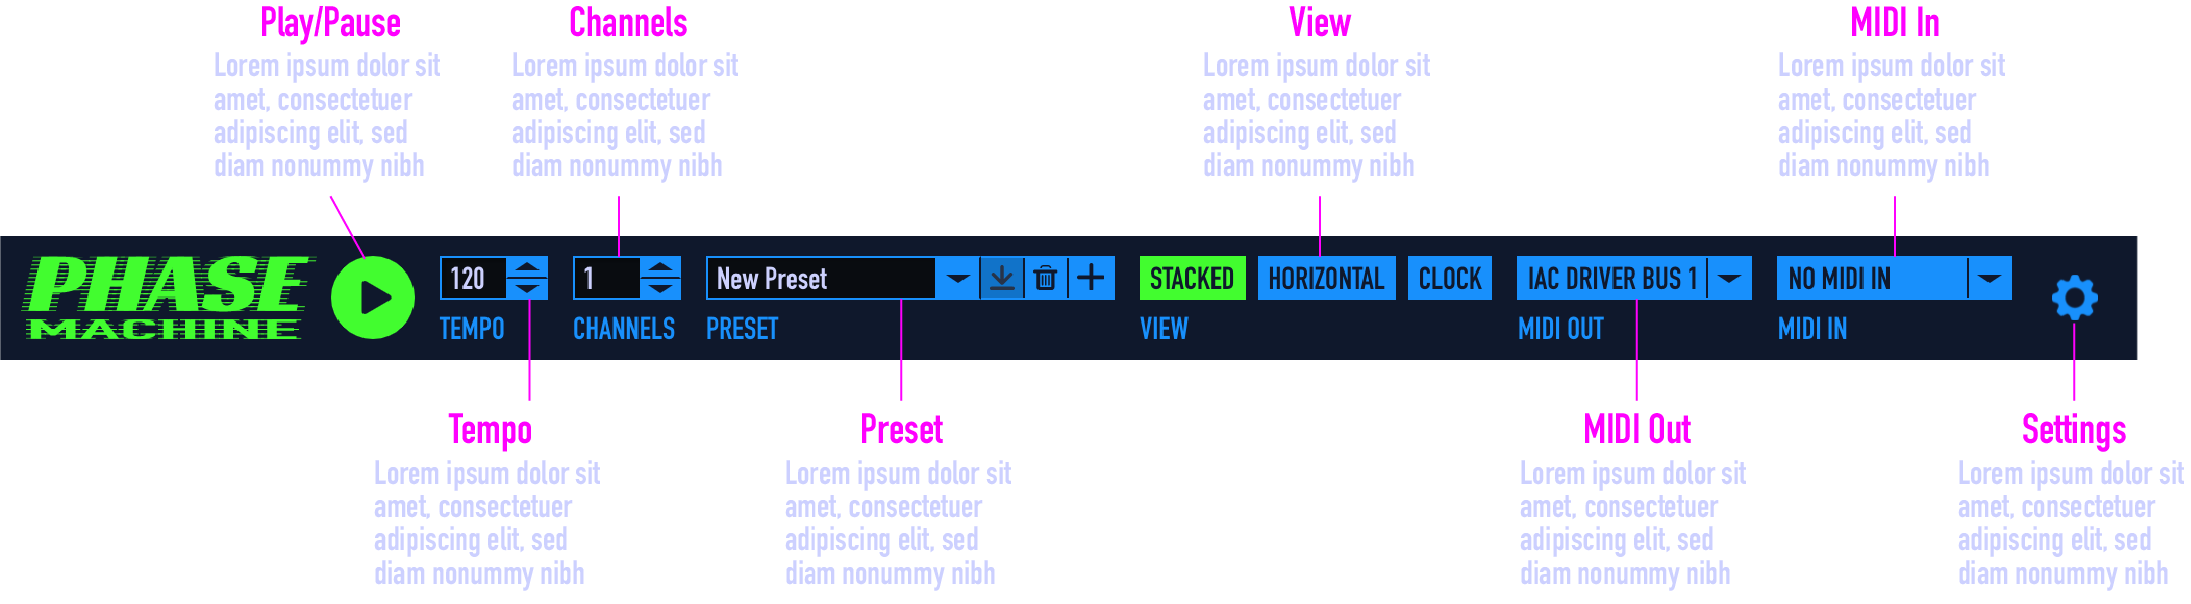 Play/Pause
Lorem ipsum dolor sit
amet, consectetuer
adipiscing elit, sed
diam nonummy nibh
Channels
Lorem ipsum dolor sit
amet, consectetuer
adipiscing elit, sed
diam nonummy nibh
View
Lorem ipsum dolor sit
amet, consectetuer
adipiscing elit, sed
diam nonummy nibh
MIDI In
Lorem ipsum dolor sit
amet, consectetuer
adipiscing elit, sed
diam nonummy nibh
PHASE
MACHINE
120
TEMPO
1
CHANNELS
New Preset
PRESET
STACKED
HORIZONTAL
CLOCK
VIEW
IAC DRIVER BUS 1
MIDI OUT
NO MIDI IN
MIDI IN
Tempo
Lorem ipsum dolor sit
amet, consectetuer
adipiscing elit, sed
diam nonummy nibh
Preset
Lorem ipsum dolor sit
amet, consectetuer
adipiscing elit, sed
diam nonummy nibh
MIDI Out
Lorem ipsum dolor sit
amet, consectetuer
adipiscing elit, sed
diam nonummy nibh
Settings
Lorem ipsum dolor sit
amet, consectetuer
adipiscing elit, sed
diam nonummy nibh